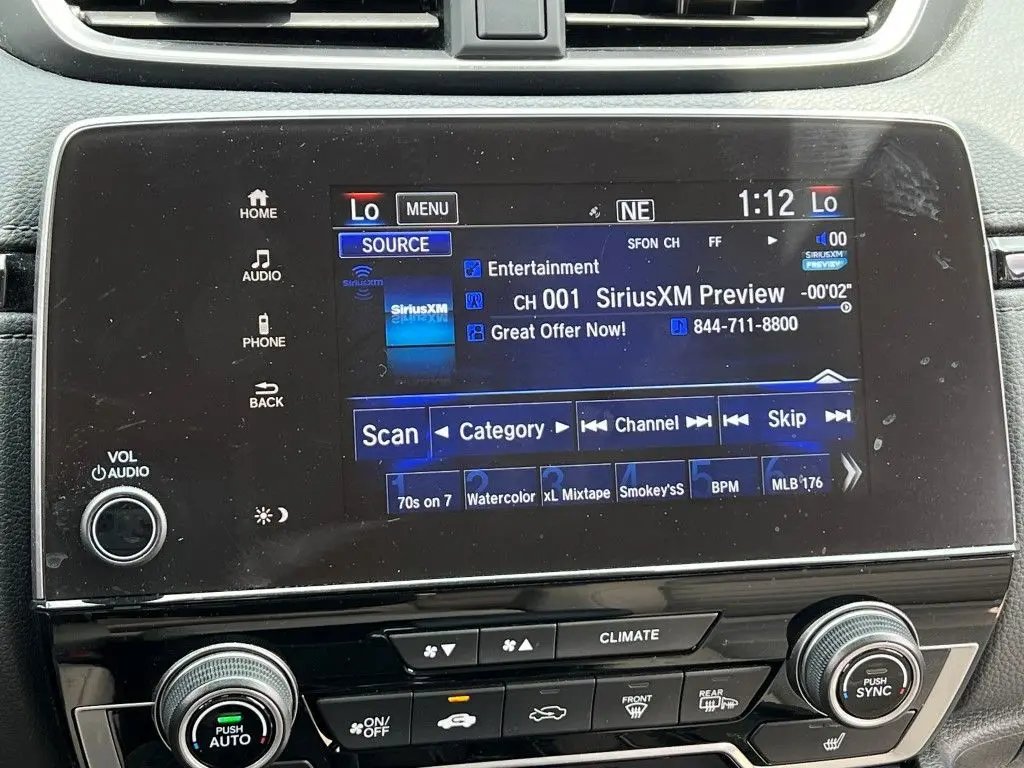 HOME
AUDIO
PHONE
BACK
VOL
AUDIO
Lo MENU NE 1:12 Lo
SOURCE SFON CH FF 00
SIRIUSXM
PREVIEW
SiriusXM
SiriusXM
Entertainment
CH 001 SiriusXM Preview -00'02"
Great Offer Now! 844-711-8800
Scan Category Channel Skip
1 2 3 4 5 6
70s on 7 Watercolor xL Mixtape Smokey'sS BPM MLB 176
CLIMATE
PUSH
AUTO
ON/
OFF
FRONT
REAR
PUSH
SYNC